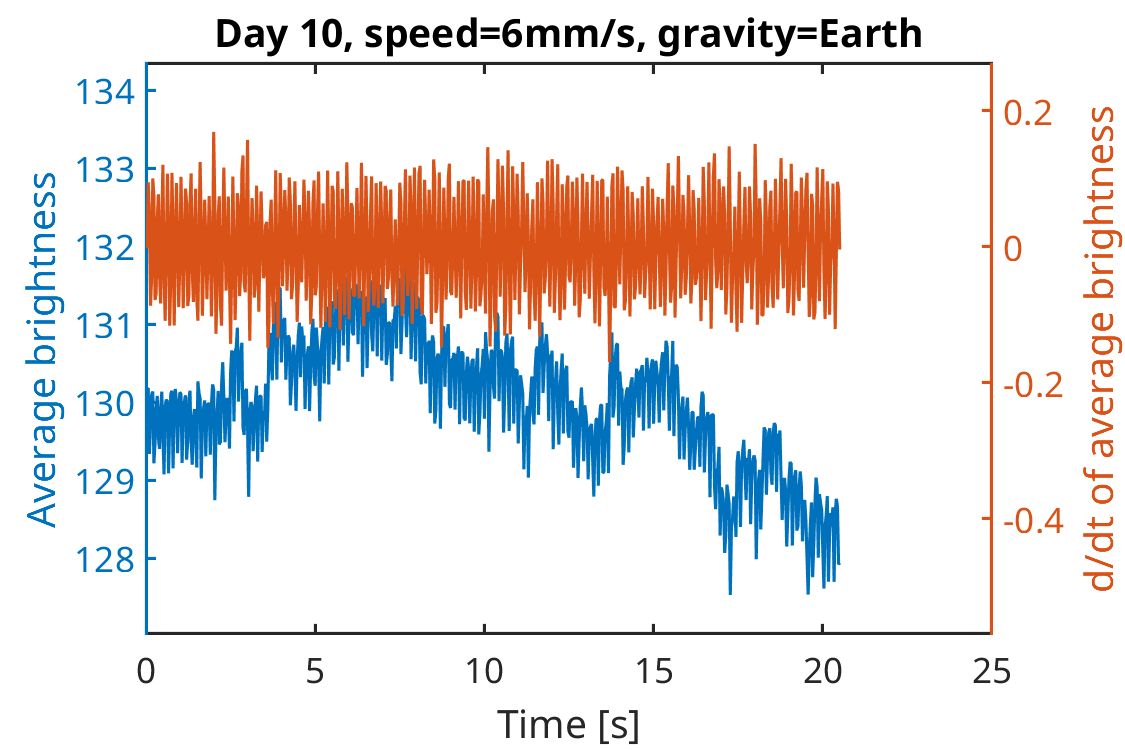 Day 10, speed=6mm/s, gravity=Earth
134
133
132
131
130
129
128
Average brightness
0.2
0
-0.2
-0.4
d/dt of average brightness
0 5 10 15 20 25
Time [s]